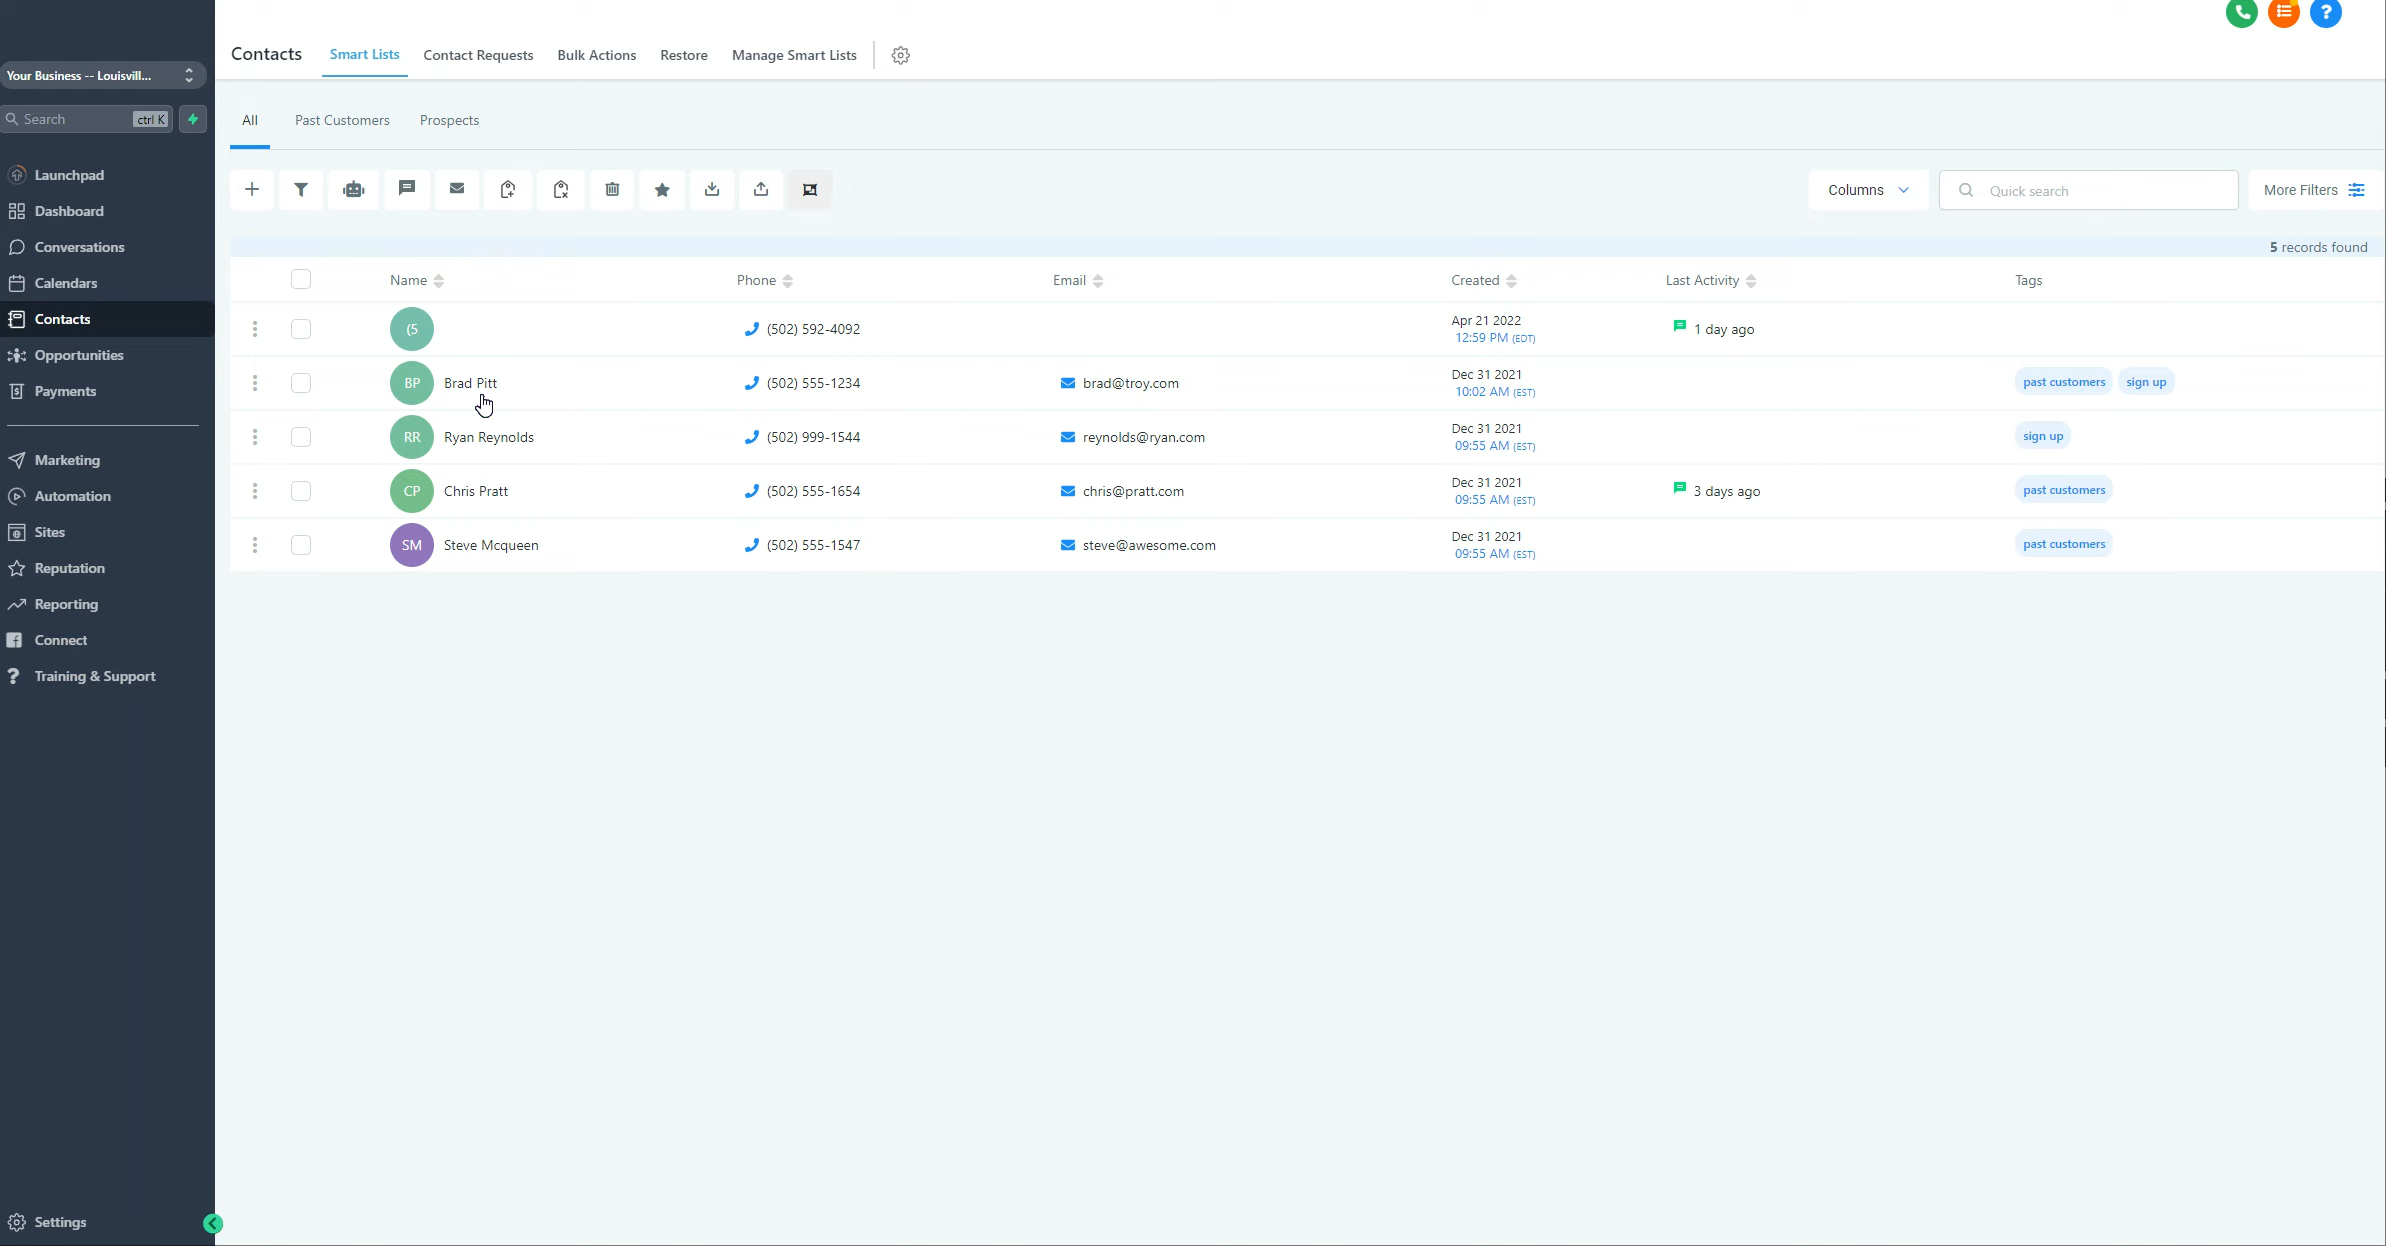 Your Business -- Louisvill...
Search ctrl K
Launchpad
Dashboard
Conversations
Calendars
Contacts
Opportunities
Payments
Marketing
Automation
Sites
Reputation
Reporting
Connect
Training & Support
Settings
Contacts Smart Lists Contact Requests Bulk Actions Restore Manage Smart Lists
All Past Customers Prospects
Columns Quick search More Filters
5 records found
Name Phone Email Created Last Activity Tags
(5 (502) 592-4092 Apr 21 2022 1 day ago
12:59 PM (EDT)
BP Brad Pitt (502) 555-1234 brad@troy.com Dec 31 2021 past customers sign up
10:02 AM (EST)
RR Ryan Reynolds (502) 999-1544 reynolds@ryan.com Dec 31 2021 sign up
09:55 AM (EST)
CP Chris Pratt (502) 555-1654 chris@pratt.com Dec 31 2021 3 days ago past customers
09:55 AM (EST)
SM Steve Mcqueen (502) 555-1547 steve@awesome.com Dec 31 2021 past customers
09:55 AM (EST)